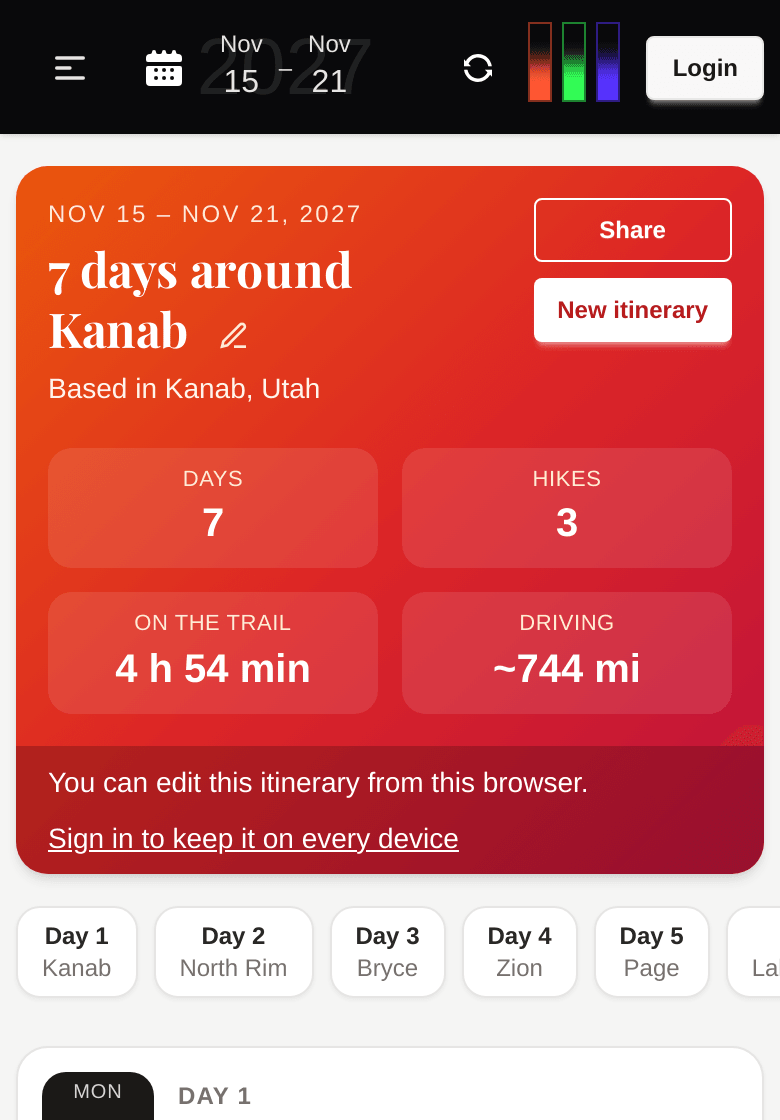 2027
Nov Nov
15 – 21
Login
NOV 15 – NOV 21, 2027
7 days around
Kanab
Based in Kanab, Utah
Share
New itinerary
DAYS
7
HIKES
3
ON THE TRAIL
4 h 54 min
DRIVING
~744 mi
You can edit this itinerary from this browser.
Sign in to keep it on every device
Day 1
Kanab
Day 2
North Rim
Day 3
Bryce
Day 4
Zion
Day 5
Page
MON
DAY 1